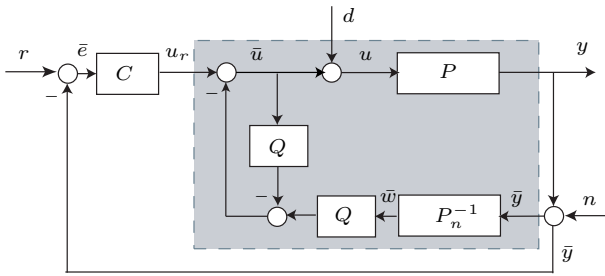 d
r
ē
C
u_r
ū
u
P
y
−
−
Q
−
w̄
ȳ
n
Q
P_n^{-1}
ȳ